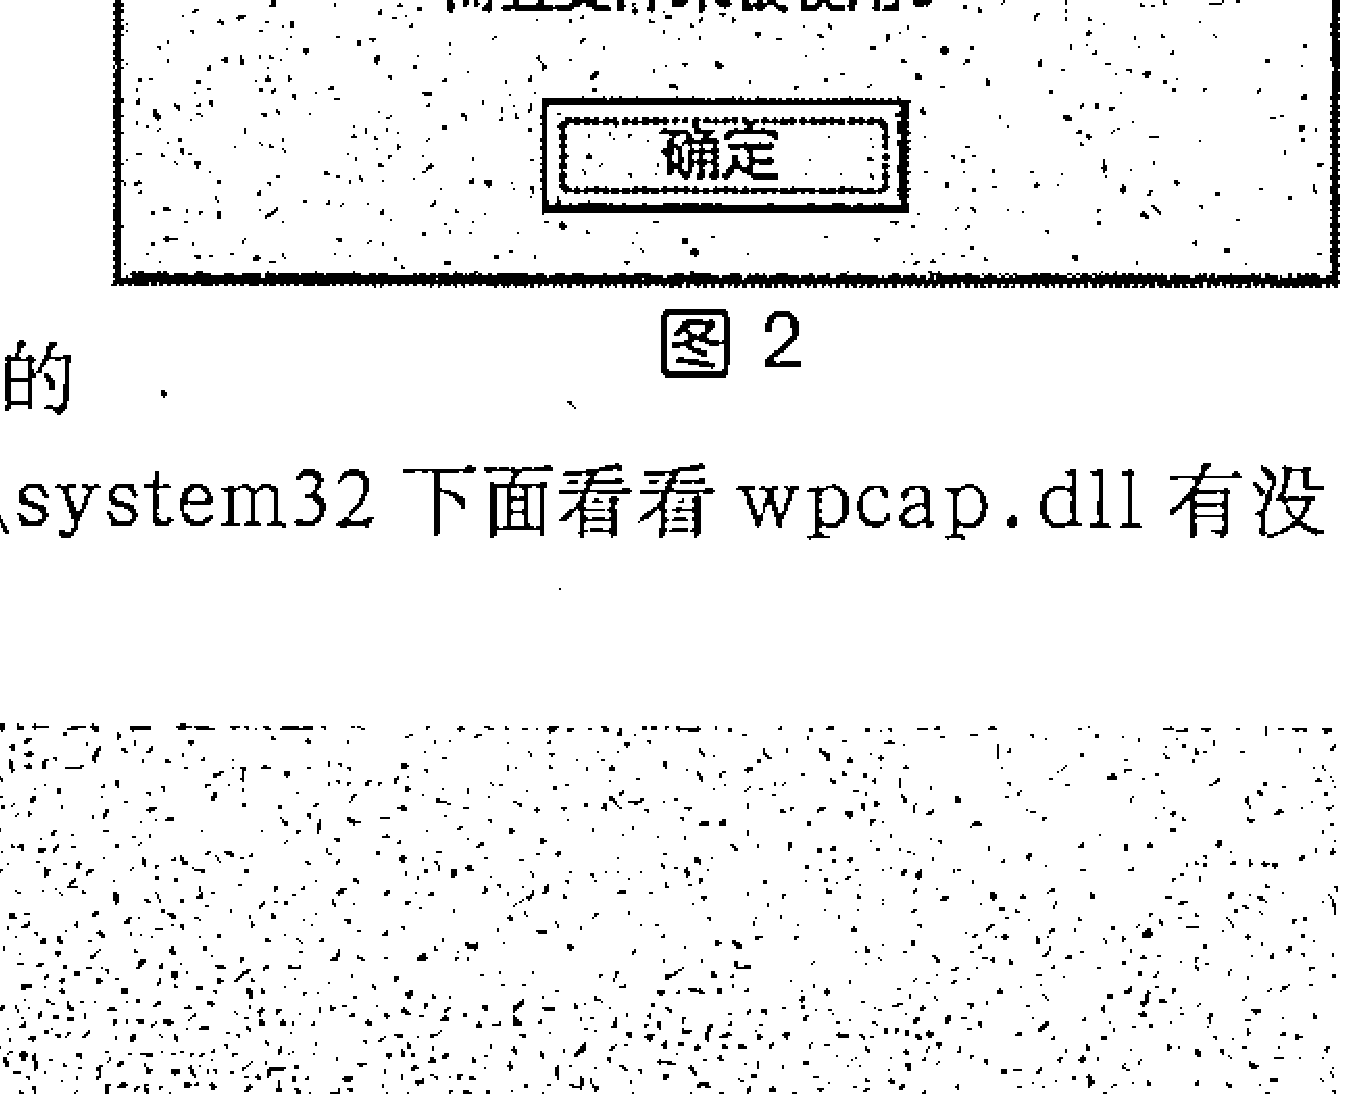 确定
图 2
的
\system32 下面看看 wpcap.dll 有没